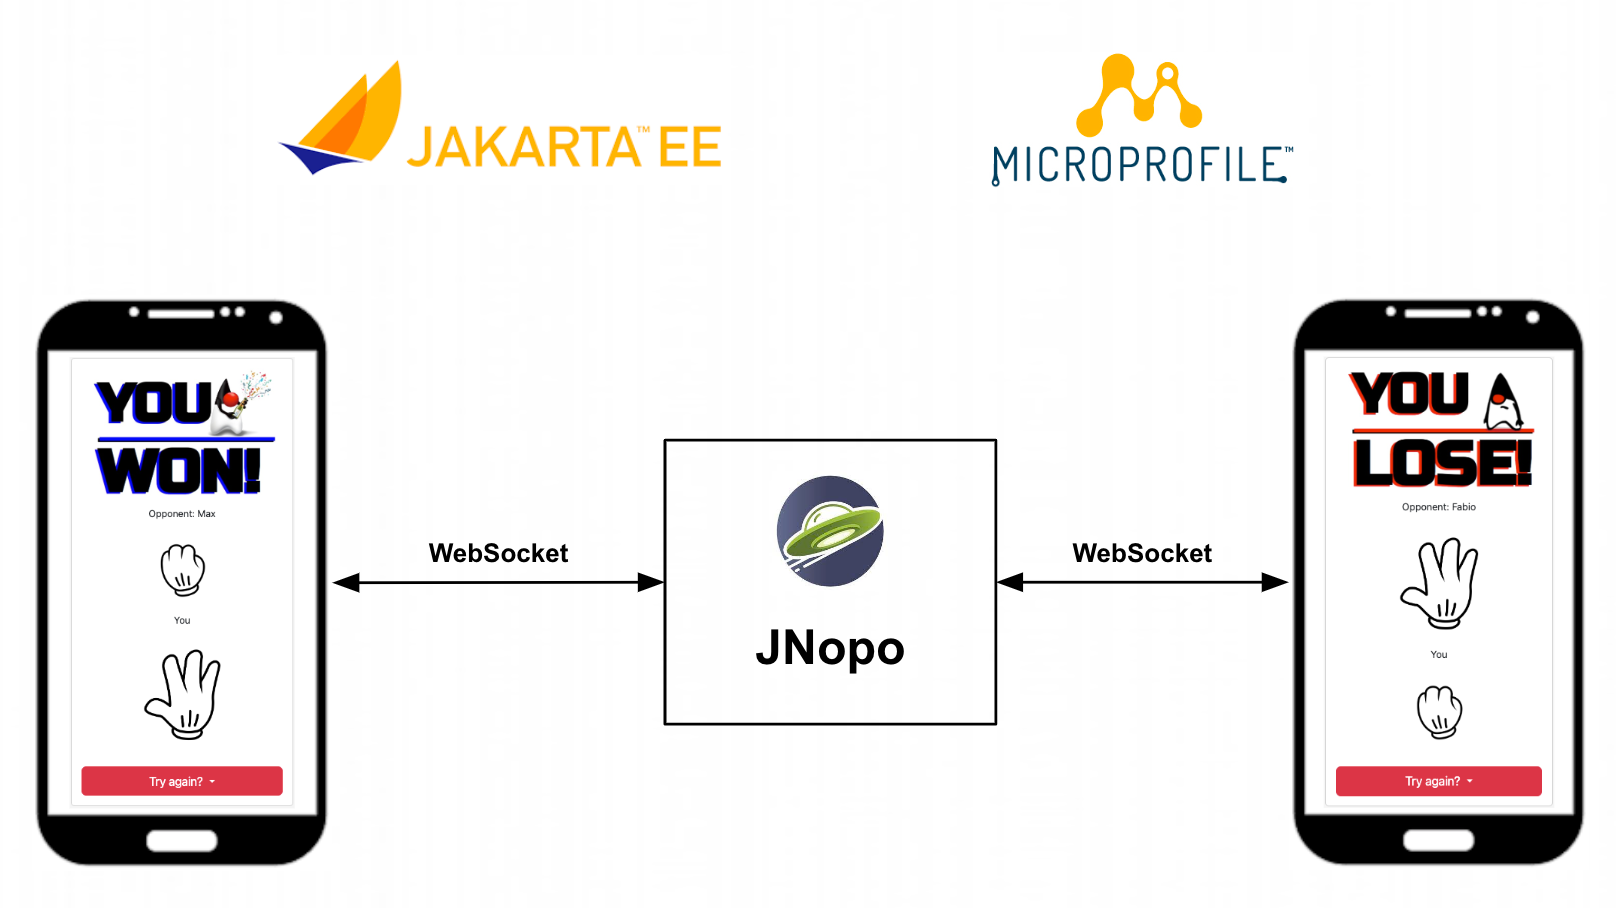 JAKARTA™ EE
MICROPROFILE™
YOU
WON!
Opponent: Max
You
Try again?
WebSocket
JNopo
WebSocket
YOU
LOSE!
Opponent: Fabio
You
Try again?